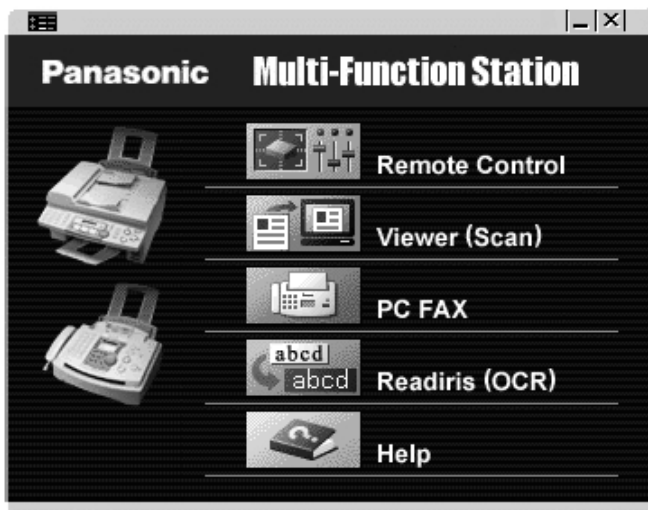 Panasonic Multi-Function Station
Remote Control
Viewer (Scan)
PC FAX
abcd
abcd
Readiris (OCR)
Help